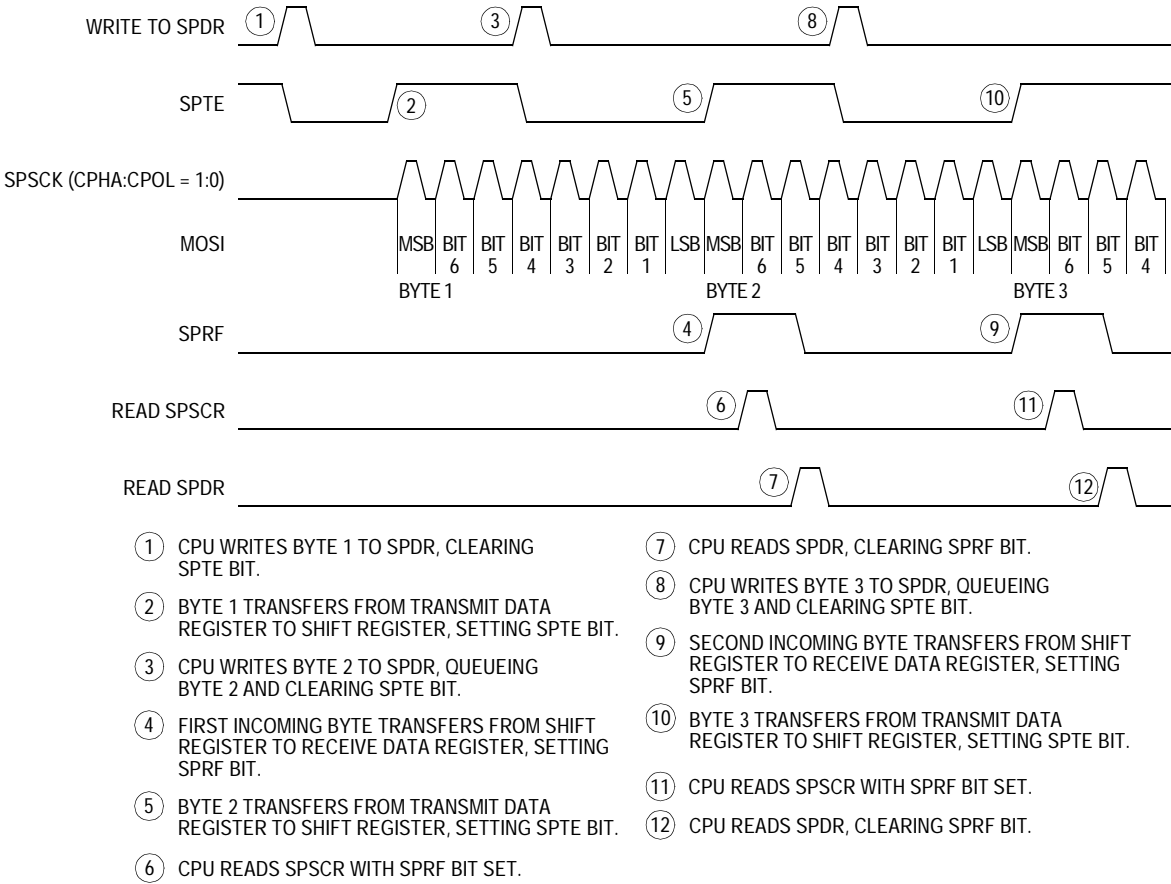 WRITE TO SPDR 1 3 8
SPTE 2 5 10
SPSCK (CPHA:CPOL = 1:0)
MOSI MSB BIT 6 BIT 5 BIT 4 BIT 3 BIT 2 BIT 1 LSB MSB BIT 6 BIT 5 BIT 4 BIT 3 BIT 2 BIT 1 LSB MSB BIT 6 BIT 5 BIT 4
BYTE 1 BYTE 2 BYTE 3
SPRF 4 9
READ SPSCR 6 11
READ SPDR 7 12
1 CPU WRITES BYTE 1 TO SPDR, CLEARING
SPTE BIT.
2 BYTE 1 TRANSFERS FROM TRANSMIT DATA
REGISTER TO SHIFT REGISTER, SETTING SPTE BIT.
3 CPU WRITES BYTE 2 TO SPDR, QUEUEING
BYTE 2 AND CLEARING SPTE BIT.
4 FIRST INCOMING BYTE TRANSFERS FROM SHIFT
REGISTER TO RECEIVE DATA REGISTER, SETTING
SPRF BIT.
5 BYTE 2 TRANSFERS FROM TRANSMIT DATA
REGISTER TO SHIFT REGISTER, SETTING SPTE BIT.
6 CPU READS SPSCR WITH SPRF BIT SET.
7 CPU READS SPDR, CLEARING SPRF BIT.
8 CPU WRITES BYTE 3 TO SPDR, QUEUEING
BYTE 3 AND CLEARING SPTE BIT.
9 SECOND INCOMING BYTE TRANSFERS FROM SHIFT
REGISTER TO RECEIVE DATA REGISTER, SETTING
SPRF BIT.
10 BYTE 3 TRANSFERS FROM TRANSMIT DATA
REGISTER TO SHIFT REGISTER, SETTING SPTE BIT.
11 CPU READS SPSCR WITH SPRF BIT SET.
12 CPU READS SPDR, CLEARING SPRF BIT.